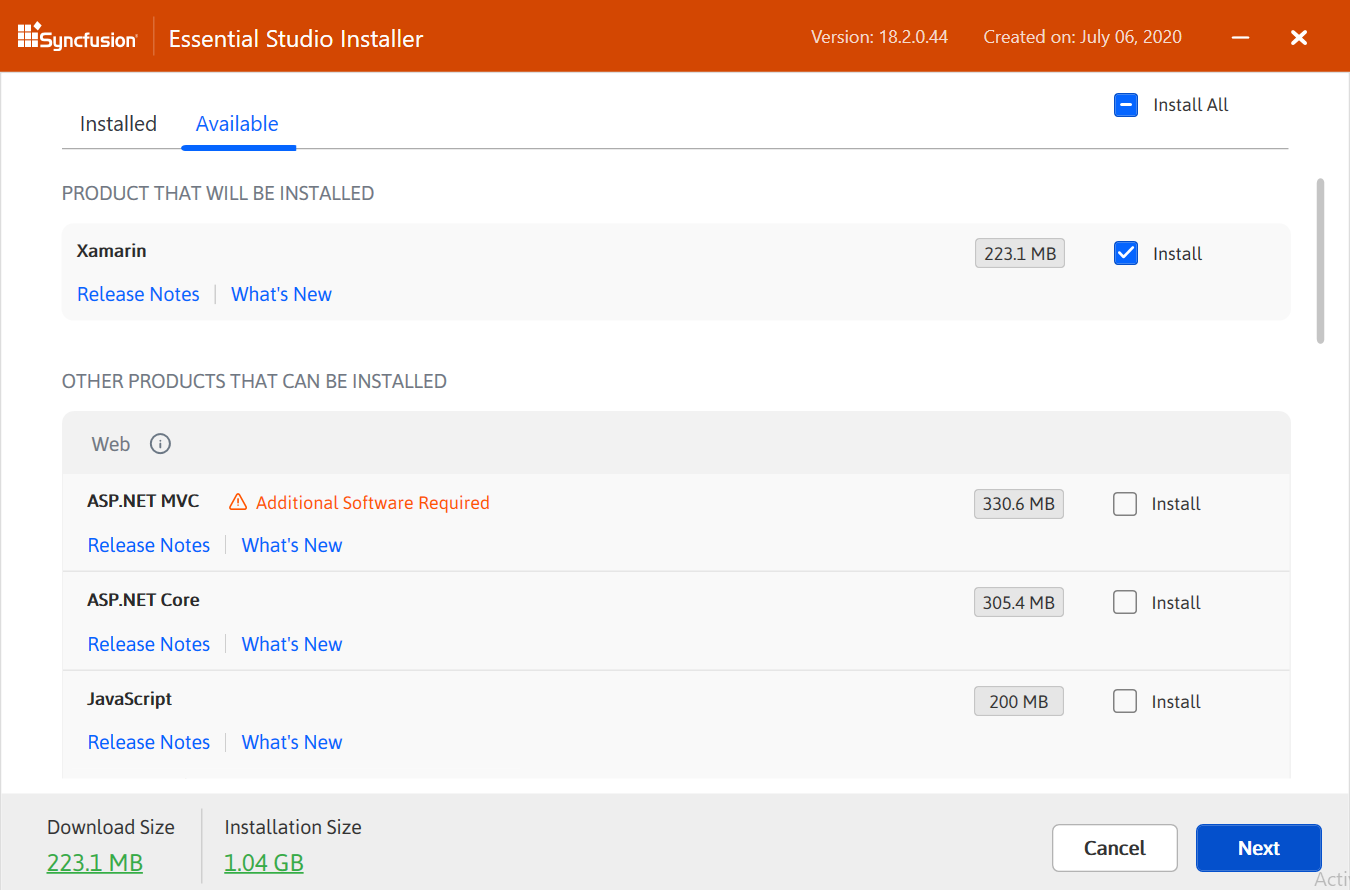 Syncfusion Essential Studio Installer Version: 18.2.0.44 Created on: July 06, 2020
Installed Available Install All
PRODUCT THAT WILL BE INSTALLED
Xamarin 223.1 MB Install
Release Notes What's New
OTHER PRODUCTS THAT CAN BE INSTALLED
Web
ASP.NET MVC Additional Software Required 330.6 MB Install
Release Notes What's New
ASP.NET Core 305.4 MB Install
Release Notes What's New
JavaScript 200 MB Install
Release Notes What's New
Download Size Installation Size
223.1 MB 1.04 GB
Cancel Next